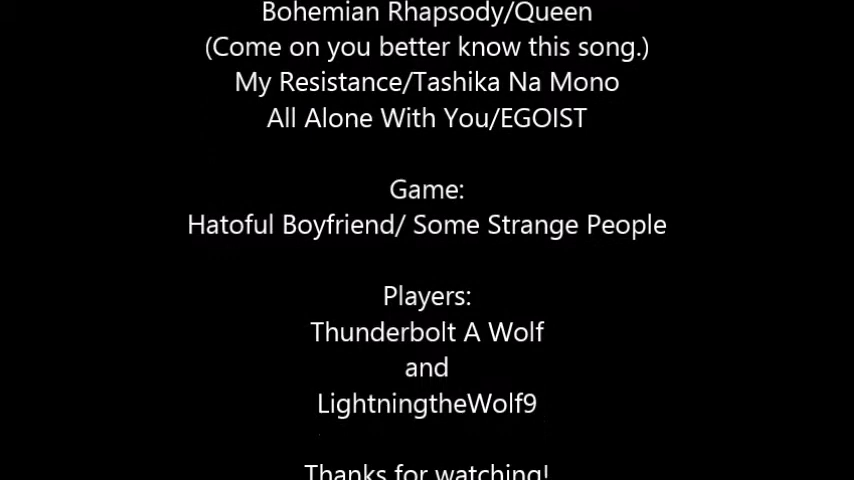 Bohemian Rhapsody/Queen
(Come on you better know this song.)
My Resistance/Tashika Na Mono
All Alone With You/EGOIST
Game:
Hatoful Boyfriend/ Some Strange People
Players:
Thunderbolt A Wolf
and
LightningtheWolf9
Thanks for watching!